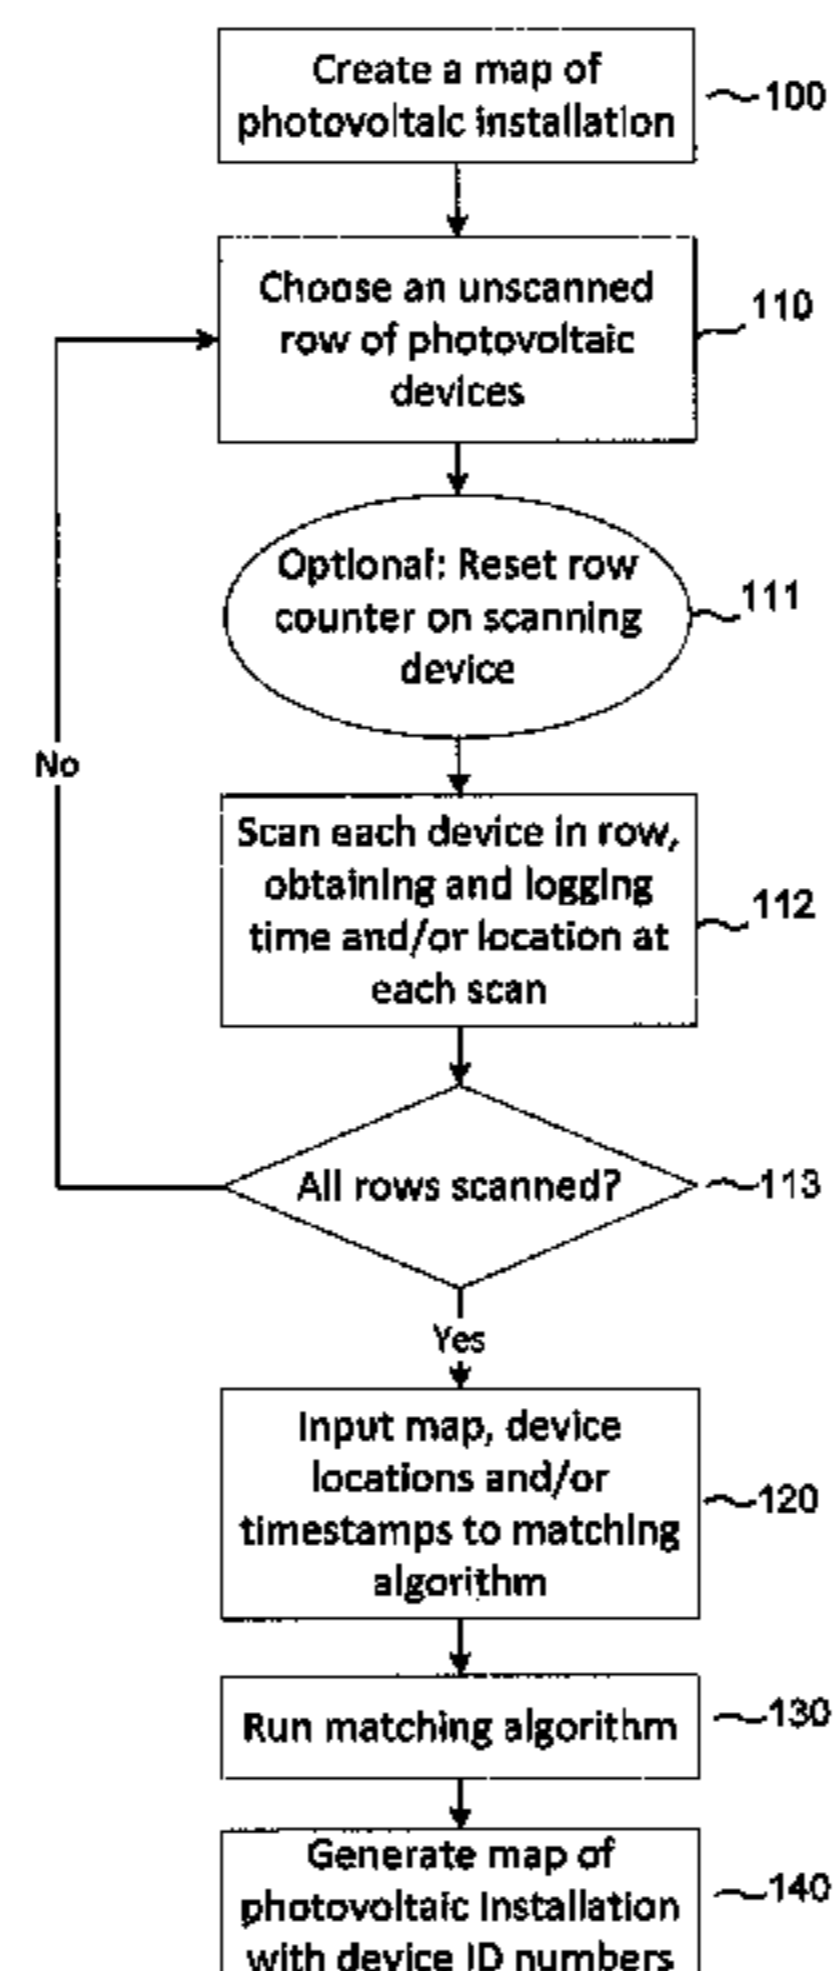 Create a map of
photovoltaic installation
100
Choose an unscanned
row of photovoltaic
devices
110
Optional: Reset row
counter on scanning
device
111
No
Scan each device in row,
obtaining and logging
time and/or location at
each scan
112
All rows scanned?
113
Yes
Input map, device
locations and/or
timestamps to matching
algorithm
120
Run matching algorithm
130
Generate map of
photovoltaic installation
with device ID numbers
140